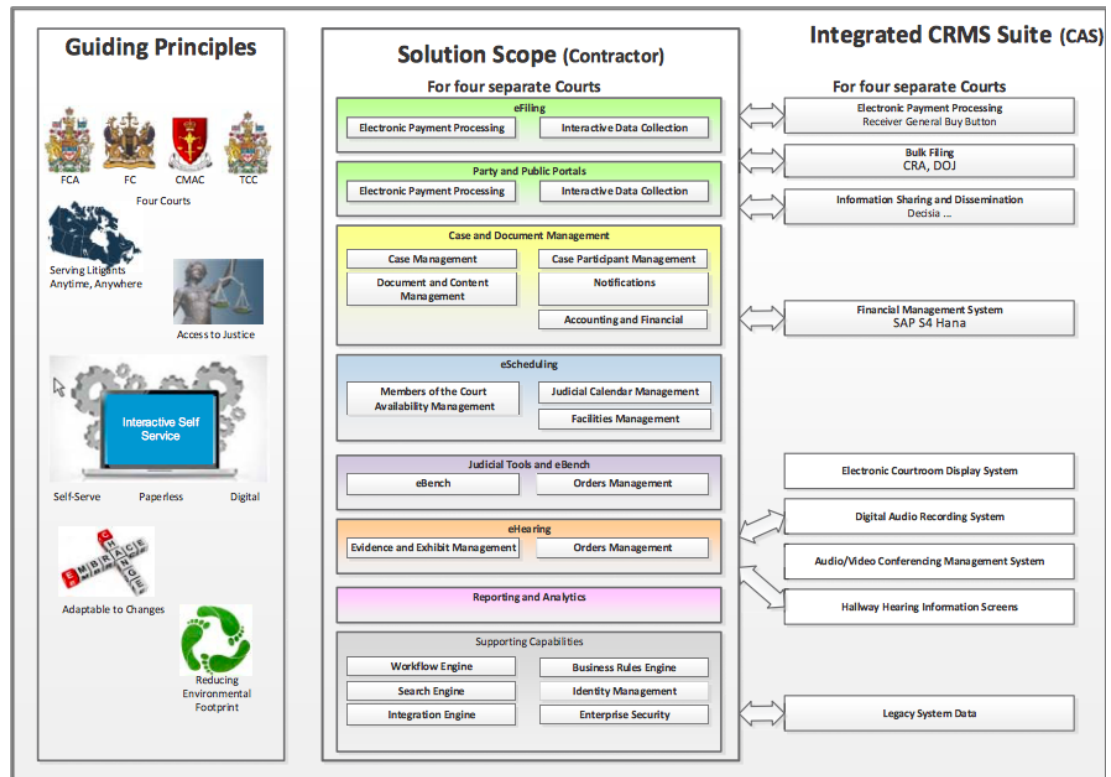 Guiding Principles
FCA
FC
CMAC
TCC
Four Courts
Serving Litigants
Anytime, Anywhere
Access to Justice
Interactive Self
Service
Self-Serve
Paperless
Digital
CHANGE
EMBRACE
Adaptable to Changes
Reducing
Environmental
Footprint
Solution Scope (Contractor)
For four separate Courts
eFiling
Electronic Payment Processing
Interactive Data Collection
Party and Public Portals
Electronic Payment Processing
Interactive Data Collection
Case and Document Management
Case Management
Case Participant Management
Document and Content
Management
Notifications
Accounting and Financial
eScheduling
Members of the Court
Availability Management
Judicial Calendar Management
Facilities Management
Judicial Tools and eBench
eBench
Orders Management
eHearing
Evidence and Exhibit Management
Orders Management
Reporting and Analytics
Supporting Capabilities
Workflow Engine
Business Rules Engine
Search Engine
Identity Management
Integration Engine
Enterprise Security
Integrated CRMS Suite (CAS)
For four separate Courts
Electronic Payment Processing
Receiver General Buy Button
Bulk Filing
CRA, DOJ
Information Sharing and Dissemination
Decisia ...
Financial Management System
SAP S4 Hana
Electronic Courtroom Display System
Digital Audio Recording System
Audio/Video Conferencing Management System
Hallway Hearing Information Screens
Legacy System Data